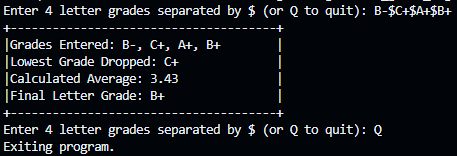 Enter 4 letter grades separated by $ (or Q to quit): B-$C+$A+$B+
+--------------------------------------+
|Grades Entered: B-, C+, A+, B+        |
|Lowest Grade Dropped: C+              |
|Calculated Average: 3.43              |
|Final Letter Grade: B+                |
+--------------------------------------+
Enter 4 letter grades separated by $ (or Q to quit): Q
Exiting program.